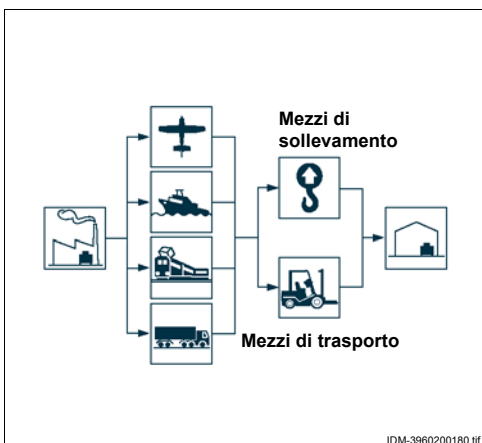 Mezzi di
sollevamento
Mezzi di trasporto
IDM-3960200180.tif